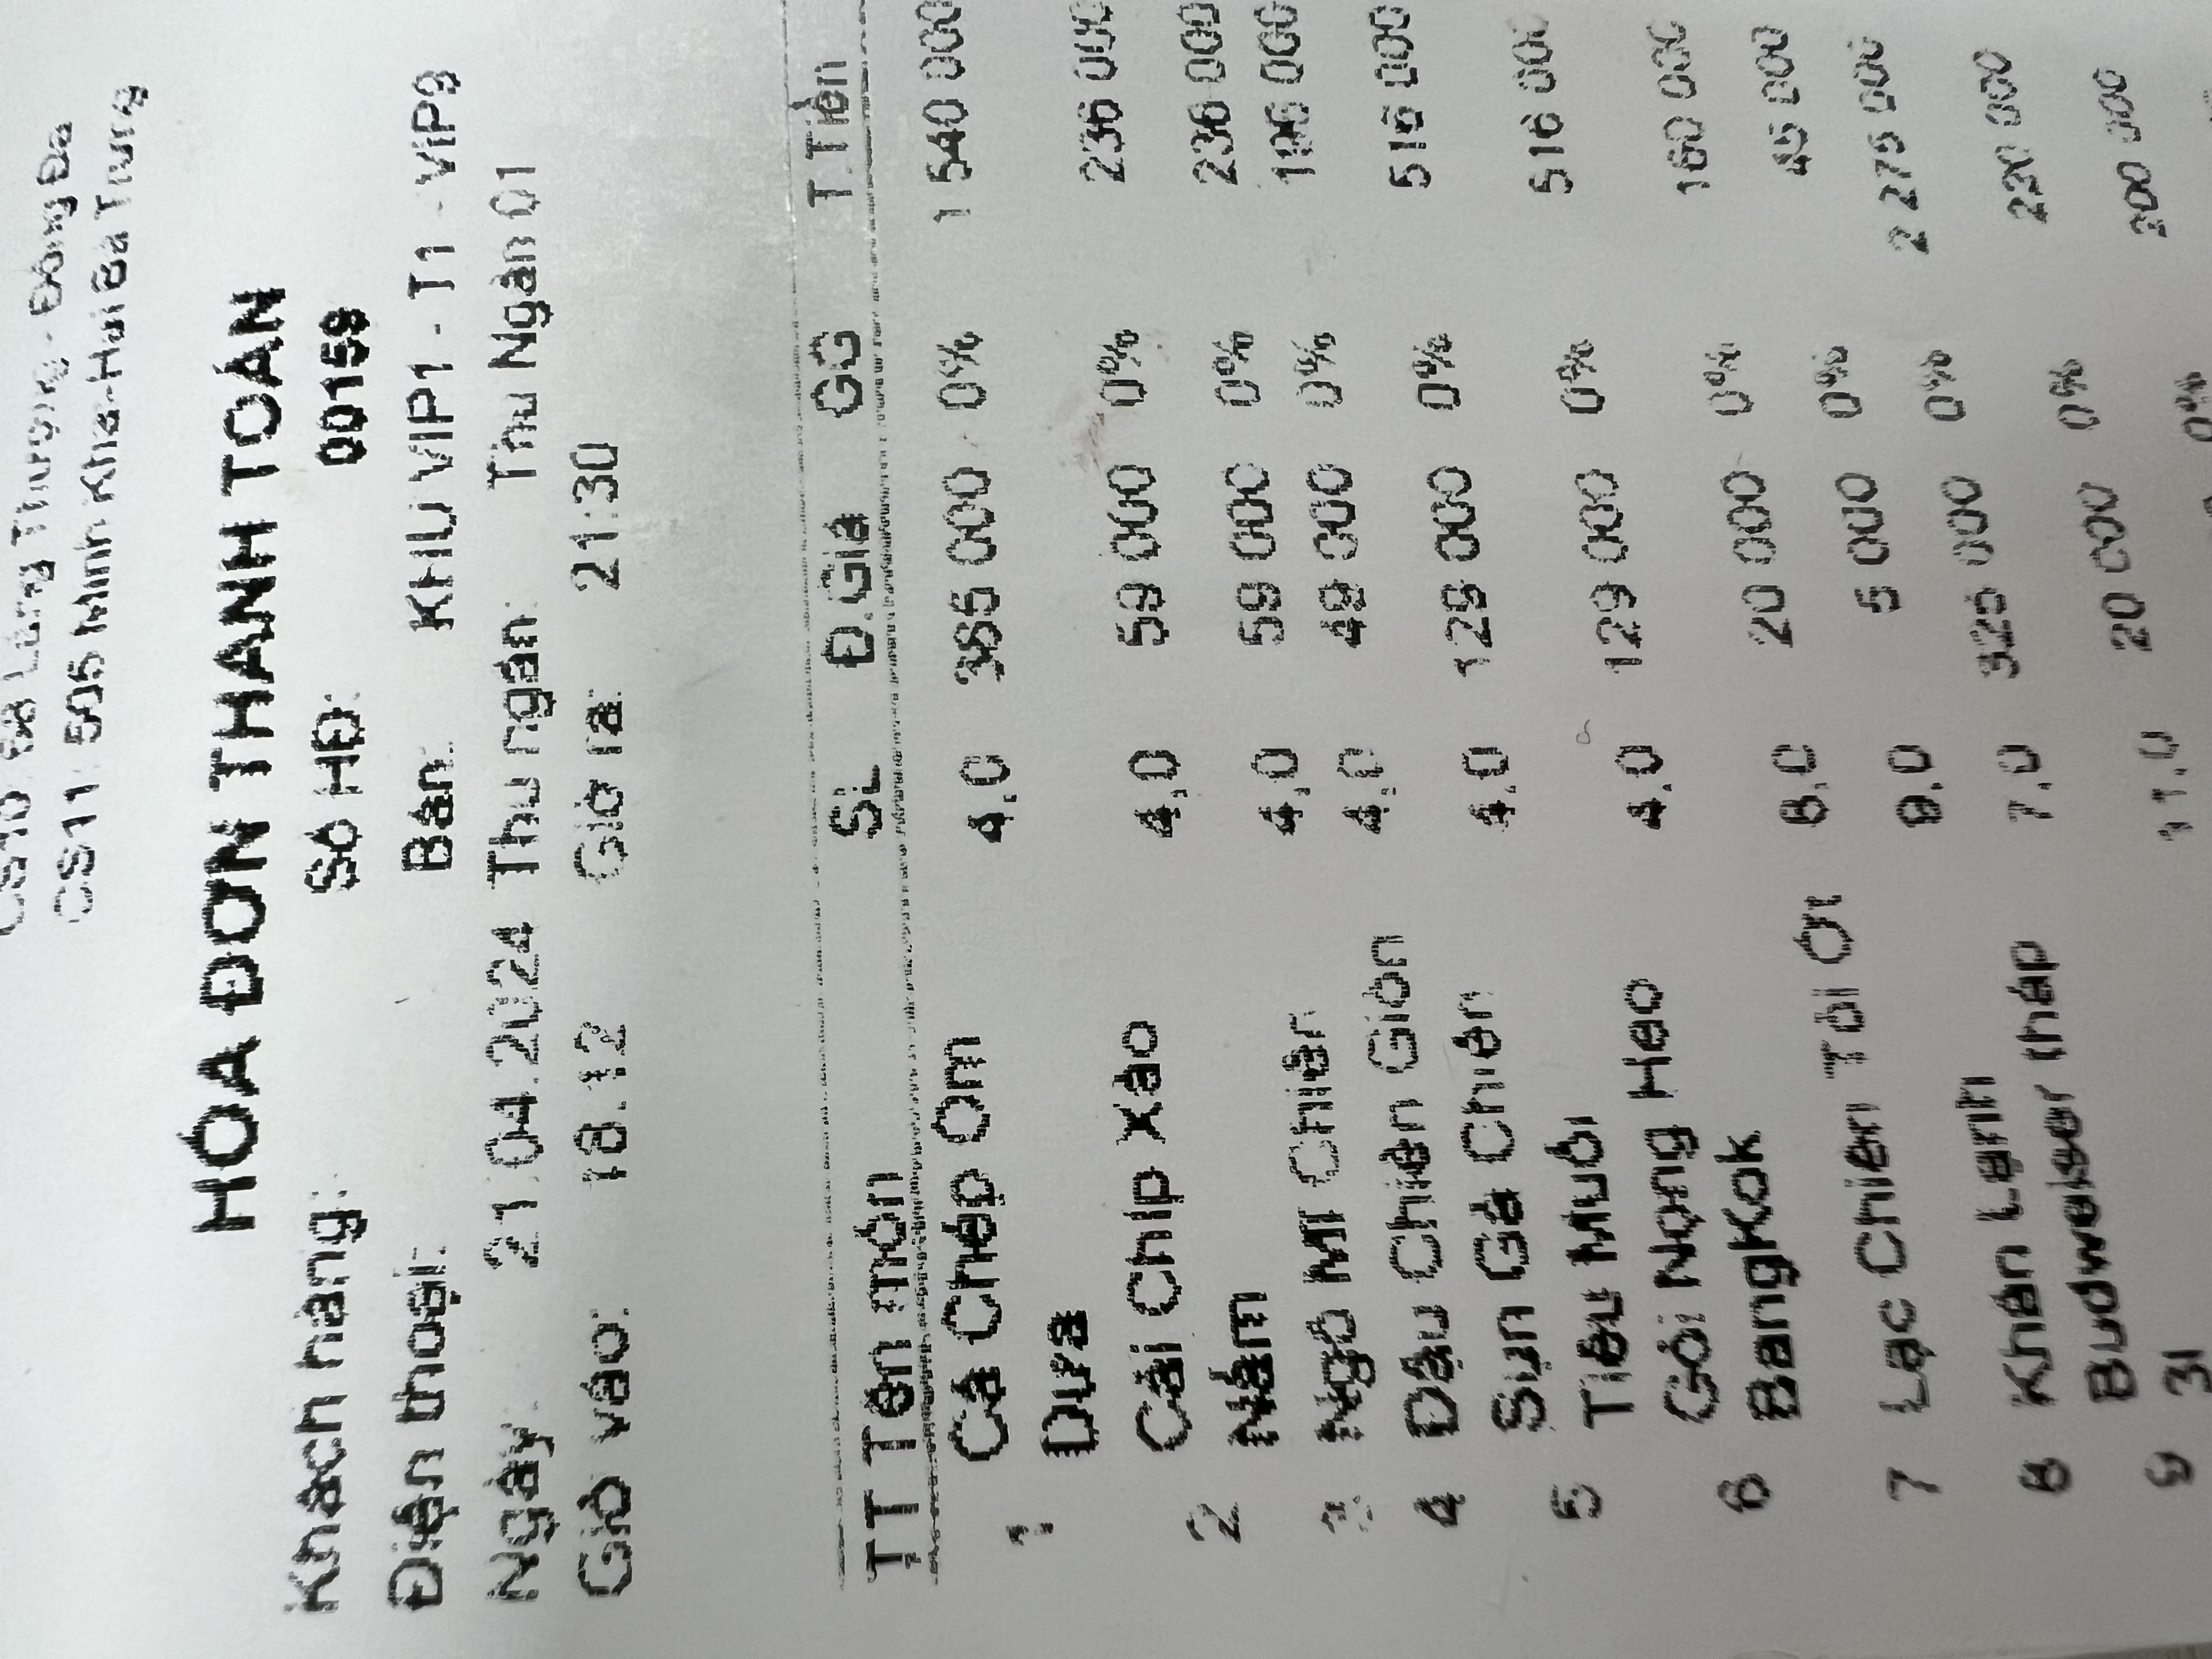 CS10: 68 Láng Thượng - Đống Đa
CS11: 505 Minh Khai-Hai Bà Trưng
HÓA ĐƠN THANH TOÁN
Khách hàng: Số HĐ: 00159
Điện thoại: Bàn: KHU VIP1 - T1 - VIP9
Ngày: 21.04.2024 Thu ngân: Thu Ngân 01
Giờ vào: 18:12 Giờ ra: 21:30
TT Tên món SL Đ.Giá GG T.Tiền
1 Cá Chép Om Dưa 4,0 385 000 0% 1 540 000
2 Cải Chíp Xào Nấm 4,0 59 000 0% 236 000
3 Ngô Mĩ Chiên 4,0 59 000 0% 236 000
4 Đậu Chiên Giòn 4,0 49 000 0% 196 000
5 Sụn Gà Chiên Tiêu Muối 4,0 129 000 0% 516 000
6 Gỏi Nọng Heo BangKok 4,0 129 000 0% 516 000
7 Lạc Chiên Tỏi Ớt 8,0 20 000 0% 160 000
8 Khăn Lạnh 9,0 5 000 0% 45 000
9 Budweiser tháp 3l 7,0 325 000 0% 2 275 000
11,0 20 000 0% 220 000
0% 200 000